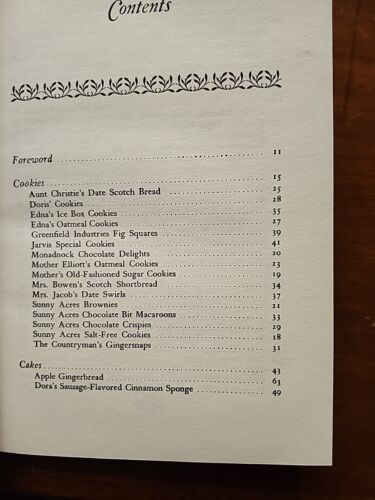 Contents
Foreword 11
Cookies 15
Aunt Christie's Date Scotch Bread 25
Doris' Cookies 28
Edna's Ice Box Cookies 35
Edna's Oatmeal Cookies 27
Greenfield Industries Fig Squares 39
Jarvis Special Cookies 41
Monadnock Chocolate Delights 20
Mother Elliott's Oatmeal Cookies 23
Mother's Old-Fashioned Sugar Cookies 19
Mrs. Bowen's Scotch Shortbread 34
Mrs. Jacob's Date Swirls 37
Sunny Acres Brownies 21
Sunny Acres Chocolate Bit Macaroons 33
Sunny Acres Chocolate Crispies 29
Sunny Acres Salt-Free Cookies 18
The Countryman's Gingersnaps 31
Cakes 43
Apple Gingerbread 63
Dora's Sausage-Flavored Cinnamon Sponge 49